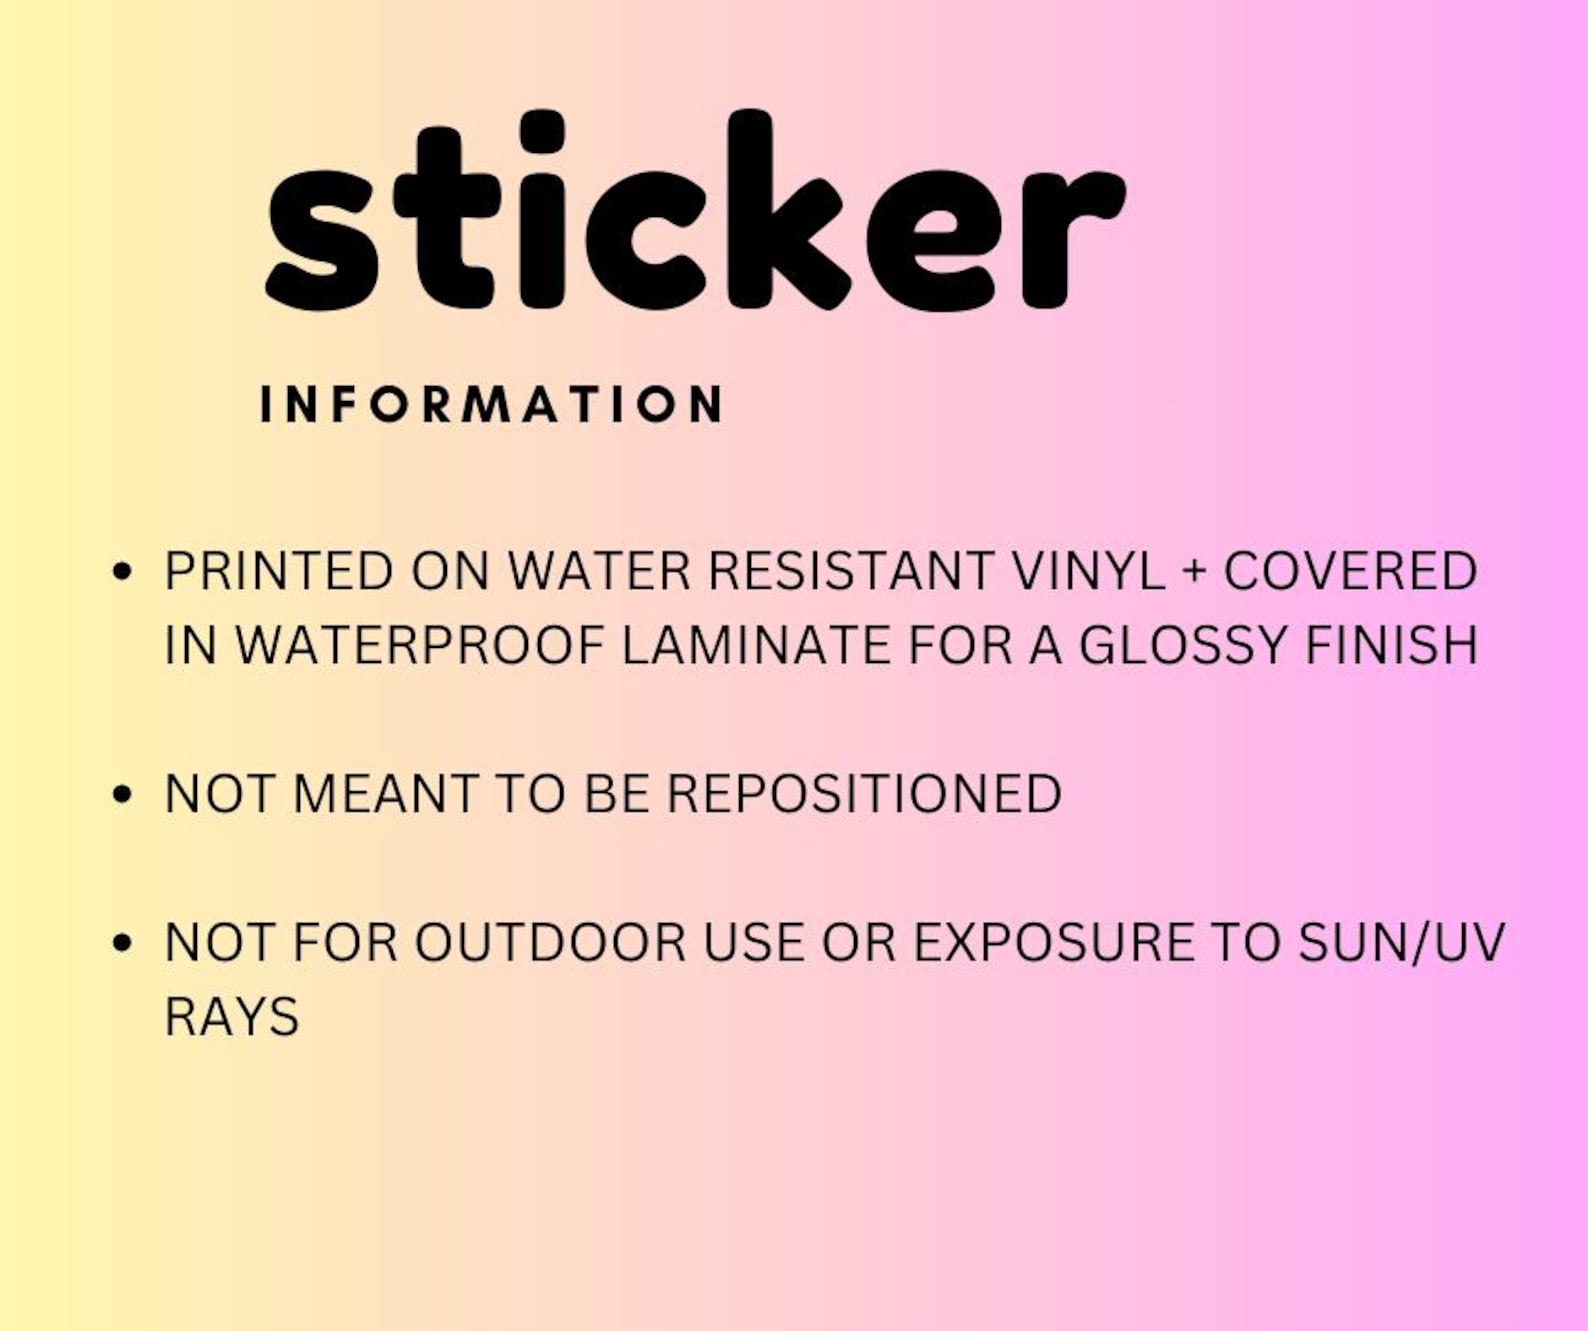 sticker
INFORMATION
• PRINTED ON WATER RESISTANT VINYL + COVERED
IN WATERPROOF LAMINATE FOR A GLOSSY FINISH
• NOT MEANT TO BE REPOSITIONED
• NOT FOR OUTDOOR USE OR EXPOSURE TO SUN/UV
RAYS